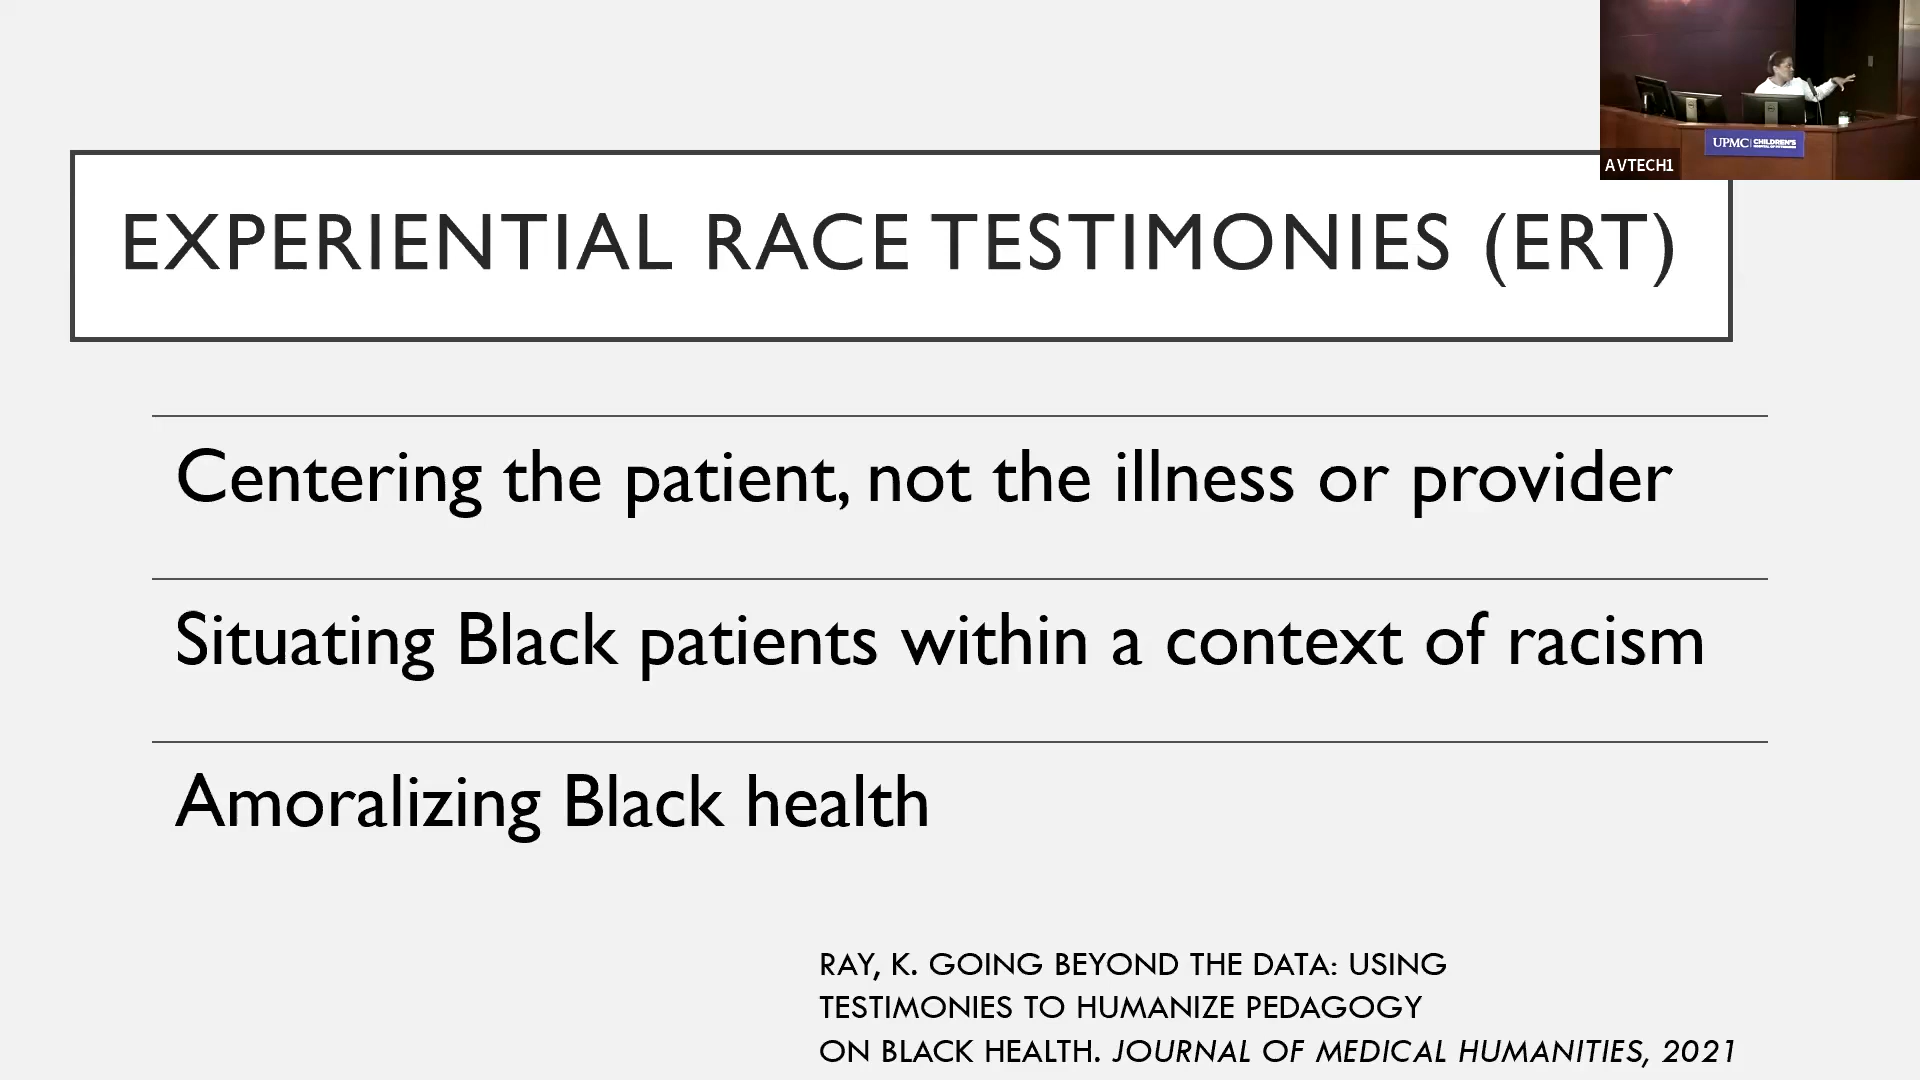 EXPERIENTIAL RACE TESTIMONIES (ERT)
UPMC | CHILDREN'S
AVTECH1
Centering the patient, not the illness or provider
Situating Black patients within a context of racism
Amoralizing Black health
RAY, K. GOING BEYOND THE DATA: USING
TESTIMONIES TO HUMANIZE PEDAGOGY
ON BLACK HEALTH. JOURNAL OF MEDICAL HUMANITIES, 2021